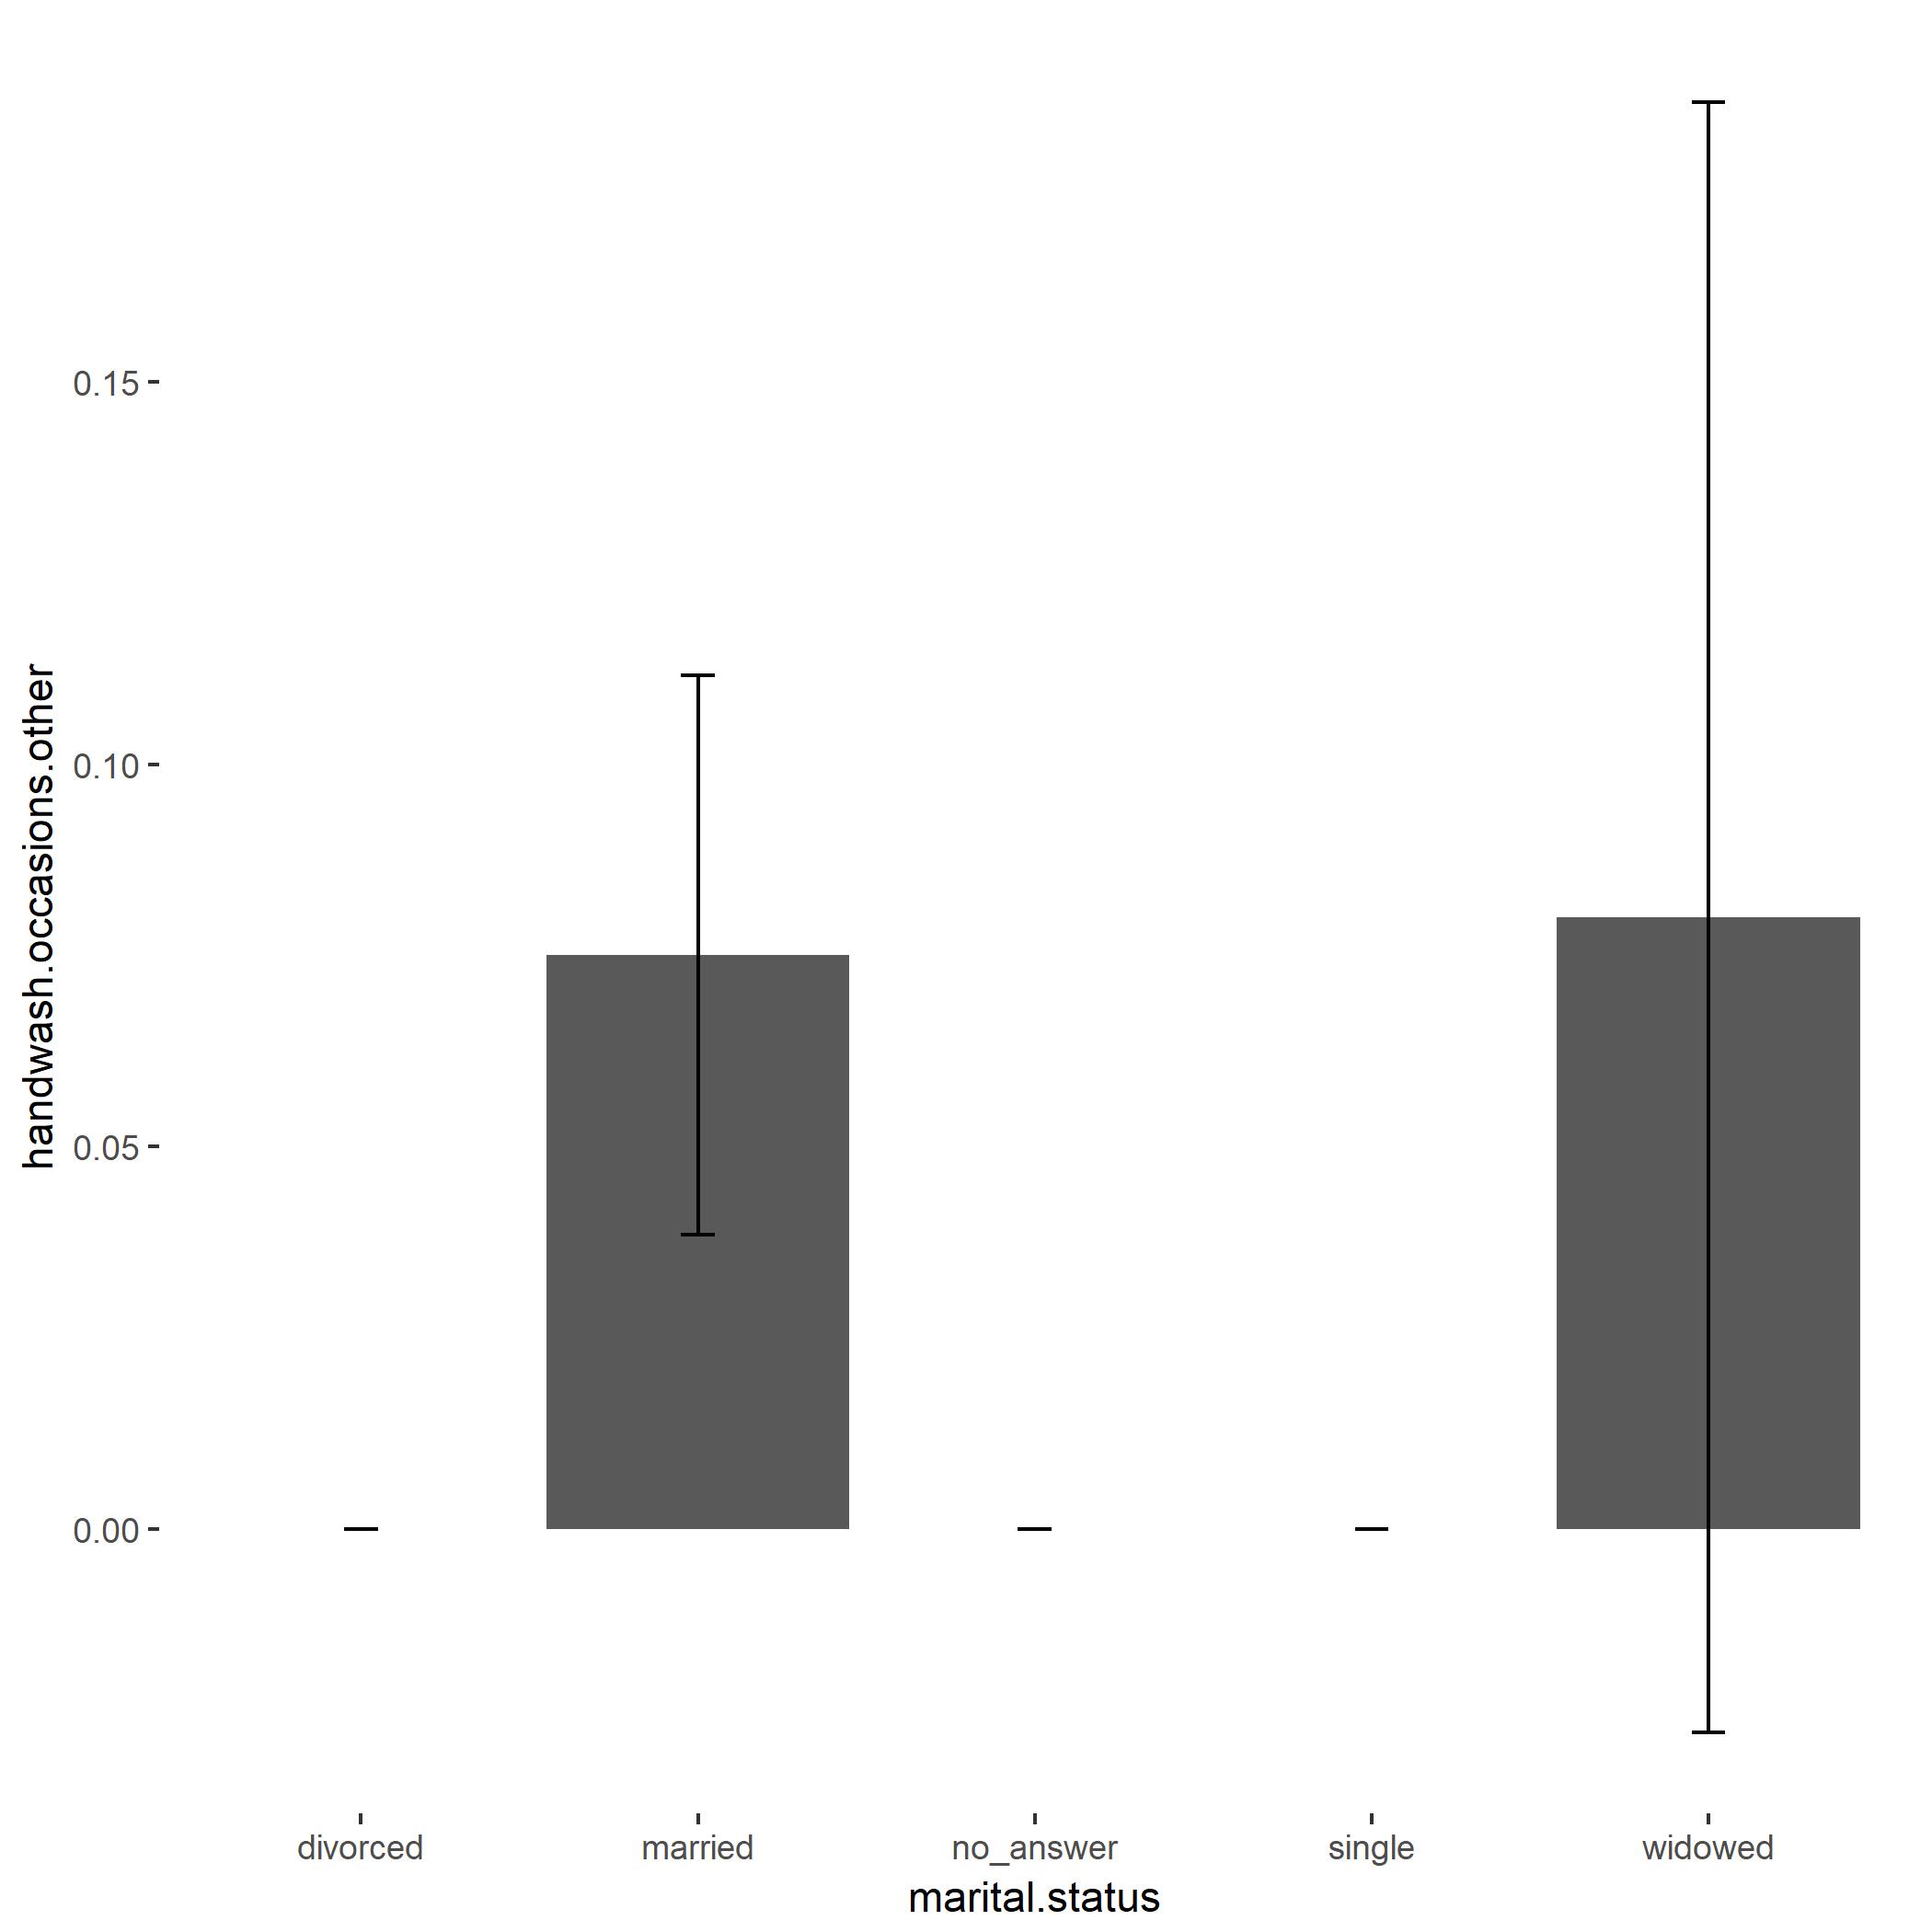 handwash.occasions.other
0.15
0.10
0.05
0.00
divorced married no_answer single widowed
marital.status